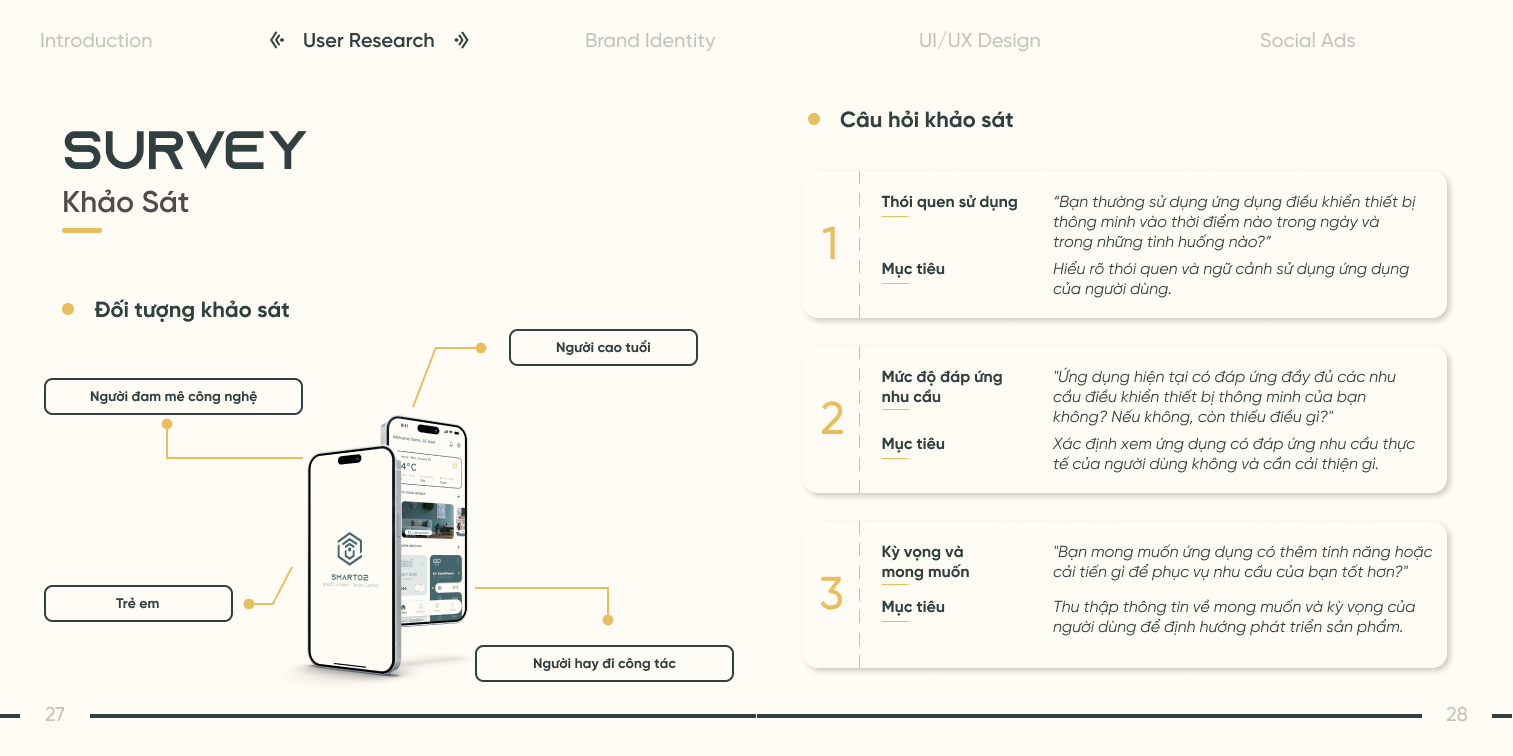 Introduction
User Research
Brand Identity
UI/UX Design
Social Ads
SURVEY
Khảo Sát
Đối tượng khảo sát
Người cao tuổi
Người đam mê công nghệ
9:41
SMARTO2
Trẻ em
Người hay đi công tác
27
Câu hỏi khảo sát
1
Thói quen sử dụng
“Bạn thường sử dụng ứng dụng điều khiển thiết bị
thông minh vào thời điểm nào trong ngày và
trong những tình huống nào?”
Mục tiêu
Hiểu rõ thói quen và ngữ cảnh sử dụng ứng dụng
của người dùng.
2
Mức độ đáp ứng
nhu cầu
"Ứng dụng hiện tại có đáp ứng đầy đủ các nhu
cầu điều khiển thiết bị thông minh của bạn
không? Nếu không, còn thiếu điều gì?"
Mục tiêu
Xác định xem ứng dụng có đáp ứng nhu cầu thực
tế của người dùng không và cần cải thiện gì.
3
Kỳ vọng và
mong muốn
"Bạn mong muốn ứng dụng có thêm tính năng hoặc
cải tiến gì để phục vụ nhu cầu của bạn tốt hơn?"
Mục tiêu
Thu thập thông tin về mong muốn và kỳ vọng của
người dùng để định hướng phát triển sản phẩm.
28